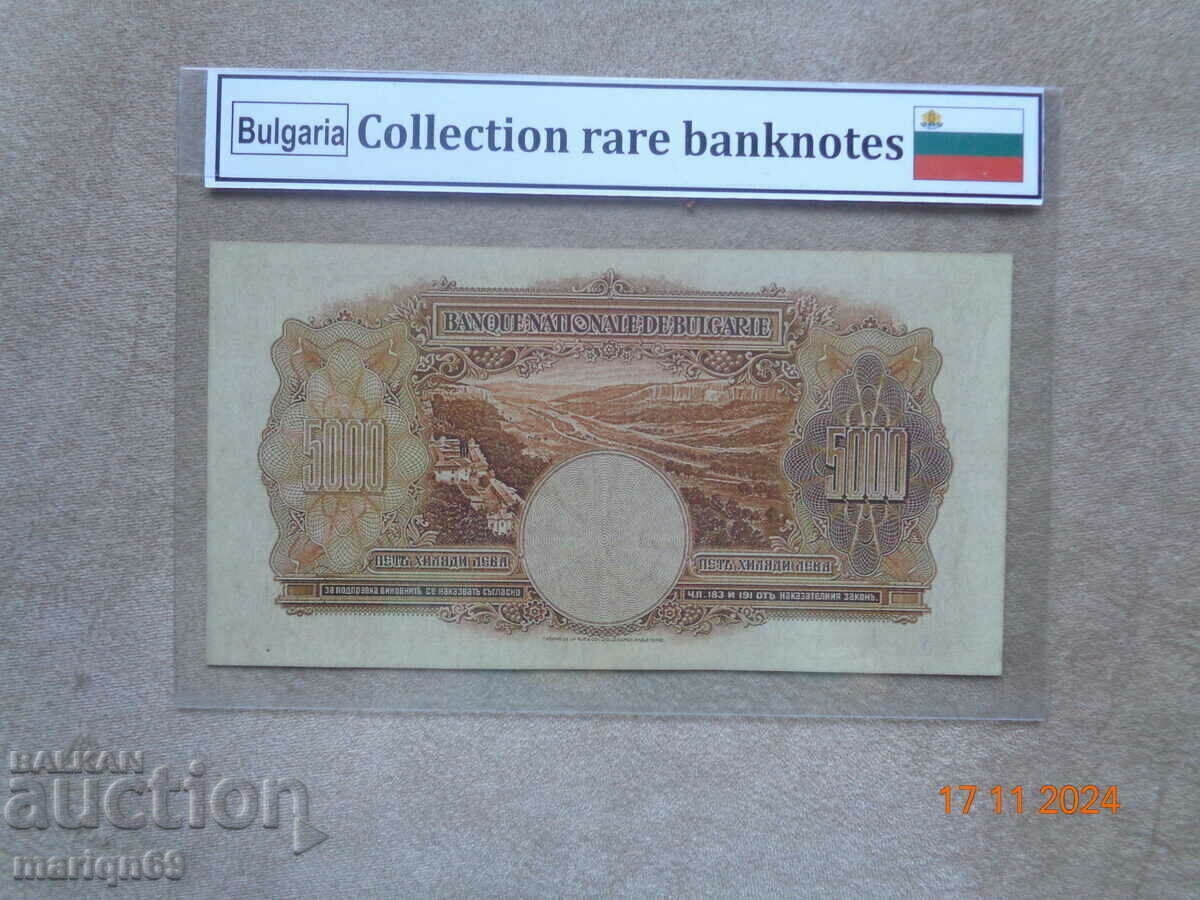 Bulgaria Collection rare banknotes
BANQUE NATIONALE DE BULGARIE
5000 5000
ПЕТЬ ХИЛЯДИ ЛЕВА ПЕТЬ ХИЛЯДИ ЛЕВА
ЗА ПОДПРАВКА ВИНОВНИТѢ СЕ НАКАЗВАТЪ СЪГЛАСНО ЧЛ. 183 И 191 ОТЪ НАКАЗАТЕЛНИЯ ЗАКОНЪ.
BALKAN
auction
mariqn69
17 11 2024